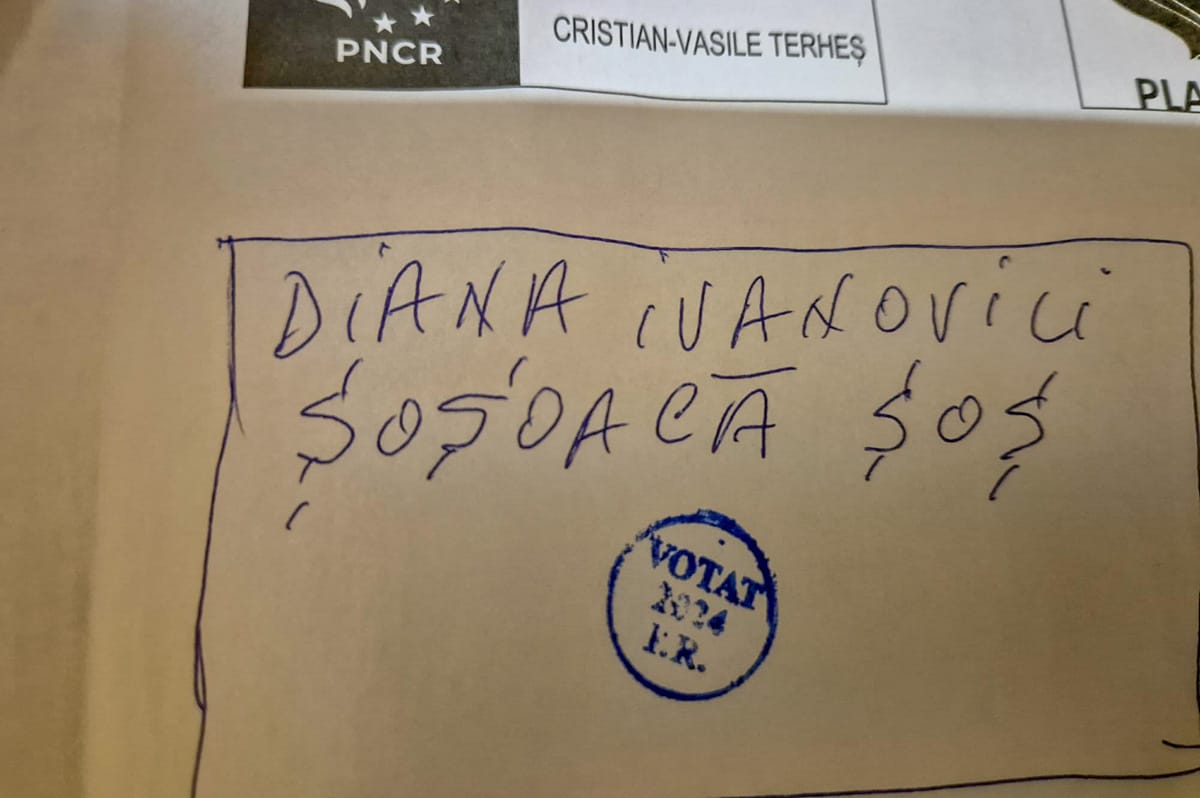 PNCR
CRISTIAN-VASILE TERHEȘ
PLA
DIANA IVANOVICI
ȘOȘOACĂ ȘOȘ
VOTAT
2024
F.R.